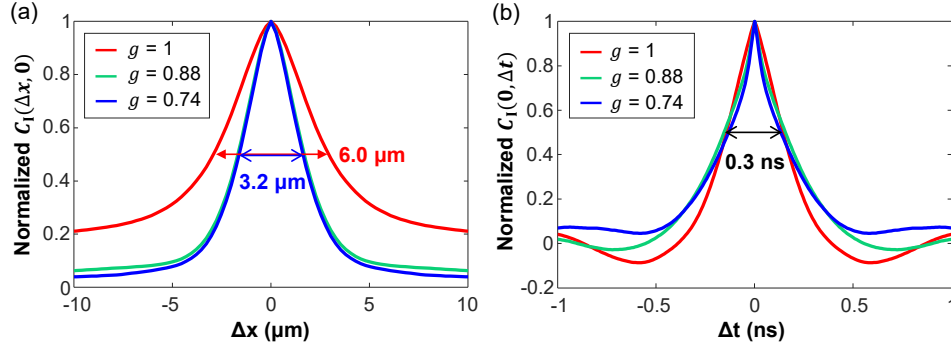 (a)
Normalized C_I(Δx, 0)
1
0.8
0.6
0.4
0.2
0
g = 1
g = 0.88
g = 0.74
6.0 μm
3.2 μm
-10
-5
0
5
10
Δx (μm)
(b)
Normalized C_I(0, Δt)
1
0.8
0.6
0.4
0.2
0
-0.2
g = 1
g = 0.88
g = 0.74
0.3 ns
-1
-0.5
0
0.5
1
Δt (ns)